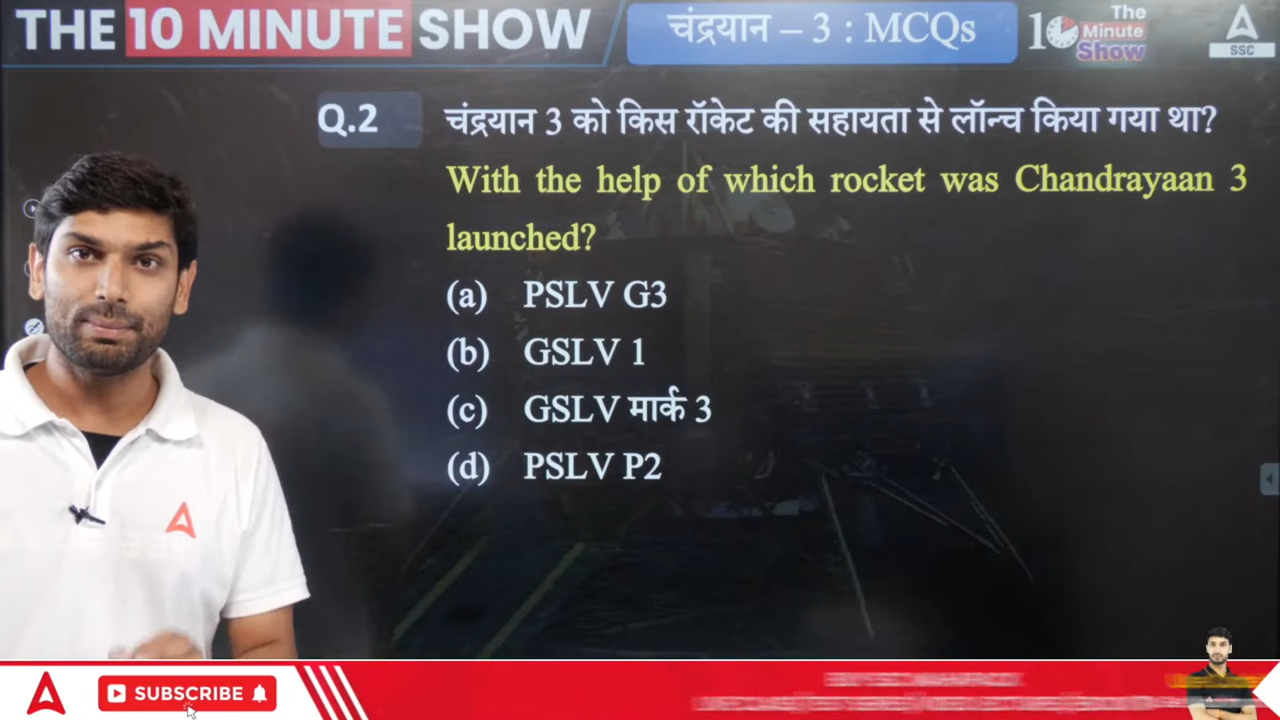 THE 10 MINUTE SHOW
चंद्रयान – 3 : MCQs
10 The Minute Show
SSC
Q.2 चंद्रयान 3 को किस रॉकेट की सहायता से लॉन्च किया गया था?
With the help of which rocket was Chandrayaan 3
launched?
(a) PSLV G3
(b) GSLV 1
(c) GSLV मार्क 3
(d) PSLV P2
SUBSCRIBE